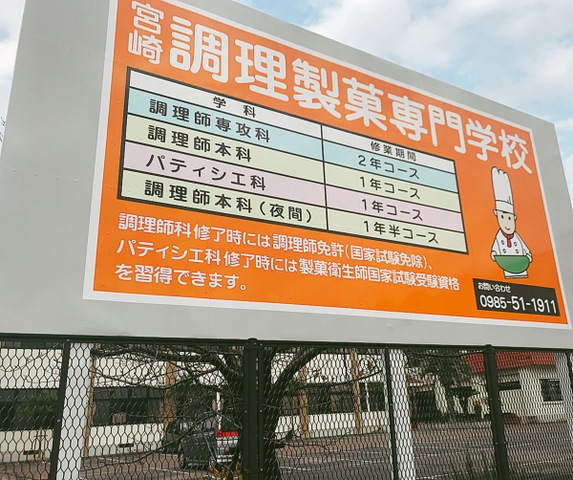 宮崎調理製菓専門学校
学科 修業期間
調理師専攻科 2年コース
調理師本科 1年コース
パティシエ科 1年コース
調理師本科(夜間) 1年半コース
調理師科修了時には調理師免許(国家試験免除)、
パティシエ科修了時には製菓衛生師国家試験受験資格
を習得できます。
お問い合わせ
0985-51-1911